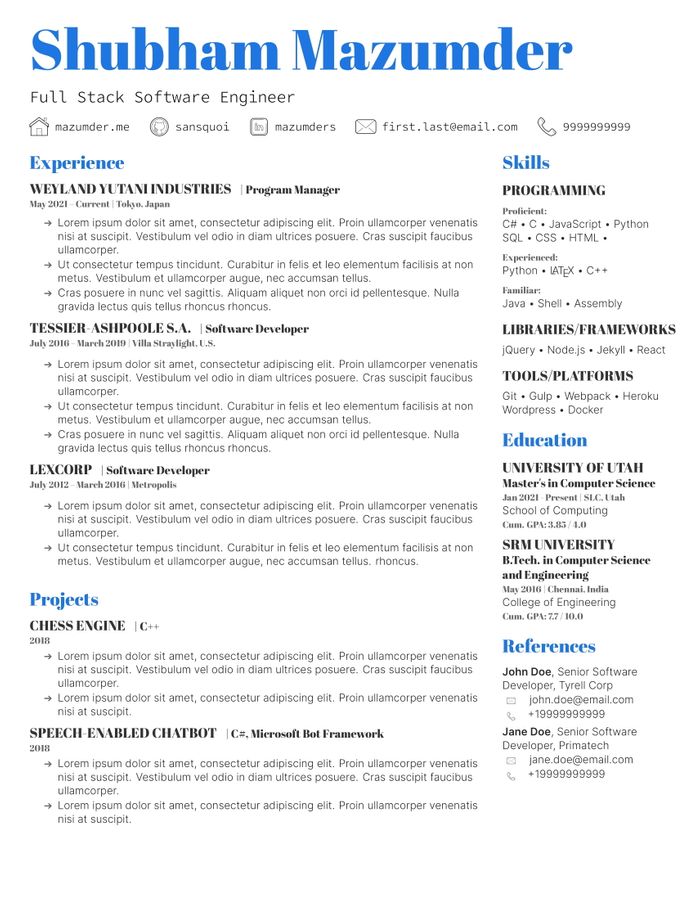 Shubham Mazumder
Full Stack Software Engineer
mazumder.me sansquoi in mazumders first.last@email.com 9999999999
Experience
WEYLAND YUTANI INDUSTRIES | Program Manager
May 2021 – Current | Tokyo, Japan
→ Lorem ipsum dolor sit amet, consectetur adipiscing elit. Proin ullamcorper venenatis
nisi at suscipit. Vestibulum vel odio in diam ultrices posuere. Cras suscipit faucibus
ullamcorper.
→ Ut consectetur tempus tincidunt. Curabitur in felis et leo elementum facilisis at non
metus. In efficitur metus ullamcorper augue, nec accumsan tellus.
→ Cras posuere in nunc vel sagittis. Aliquam aliquet orci id pellentesque. Nulla
gravida lectus quis tellus rhoncus rhoncus.
TESSIER-ASHPOOLE S.A. | Software Developer
July 2016 – March 2019 | Villa Straylight, U.S.
→ Lorem ipsum dolor sit amet, consectetur adipiscing elit. Proin ullamcorper venenatis
nisi at suscipit. Vestibulum vel odio in diam ultrices posuere. Cras suscipit faucibus
ullamcorper.
→ Ut consectetur tempus tincidunt. Curabitur in felis et leo elementum facilisis at non
metus. In efficitur metus ullamcorper augue, nec accumsan tellus.
→ Cras posuere in nunc vel sagittis. Aliquam aliquet orci id pellentesque. Nulla
gravida lectus quis tellus rhoncus rhoncus.
LEXCORP | Software Developer
July 2012 – March 2016 | Metropolis
→ Lorem ipsum dolor sit amet, consectetur adipiscing elit. Proin ullamcorper venenatis
nisi at suscipit. Vestibulum vel odio in diam ultrices posuere. Cras suscipit faucibus
ullamcorper.
→ Ut consectetur tempus tincidunt. Curabitur in felis et leo elementum facilisis at non
metus. In efficitur metus ullamcorper augue, nec accumsan tellus. rhoncus.
Projects
CHESS ENGINE | C++
2018
→ Lorem ipsum dolor sit amet, consectetur adipiscing elit. Proin ullamcorper venenatis
nisi at suscipit. Vestibulum vel odio in diam ultrices posuere. Cras suscipit faucibus
ullamcorper.
→ Lorem ipsum dolor sit amet, consectetur adipiscing elit. Proin ullamcorper venenatis
nisi at suscipit.
SPEECH-ENABLED CHATBOT | C#, Microsoft Bot Framework
2018
→ Lorem ipsum dolor sit amet, consectetur adipiscing elit. Proin ullamcorper venenatis
nisi at suscipit. Vestibulum vel odio in diam ultrices posuere. Cras suscipit faucibus
ullamcorper.
→ Lorem ipsum dolor sit amet, consectetur adipiscing elit. Proin ullamcorper venenatis
nisi at suscipit.
Skills
PROGRAMMING
Proficient:
C# • C • JavaScript • Python
SQL • CSS • HTML •
Experienced:
Python • LATEX • C++
Familiar:
Java • Shell • Assembly
LIBRARIES/FRAMEWORKS
jQuery • Node.js • Jekyll • React
TOOLS/PLATFORMS
Git • Gulp • Webpack • Heroku
Wordpress • Docker
Education
UNIVERSITY OF UTAH
Master's in Computer Science
Jan 2021 - Present | SLC, Utah
School of Computing
Cum. GPA: 3.85 / 4.0
SRM UNIVERSITY
B.Tech. in Computer Science
and Engineering
May 2016 | Chennai, India
College of Engineering
Cum. GPA: 7.7 / 10.0
References
John Doe, Senior Software
Developer, Tyrell Corp
john.doe@email.com
+19999999999
Jane Doe, Senior Software
Developer, Primatech
jane.doe@email.com
+19999999999